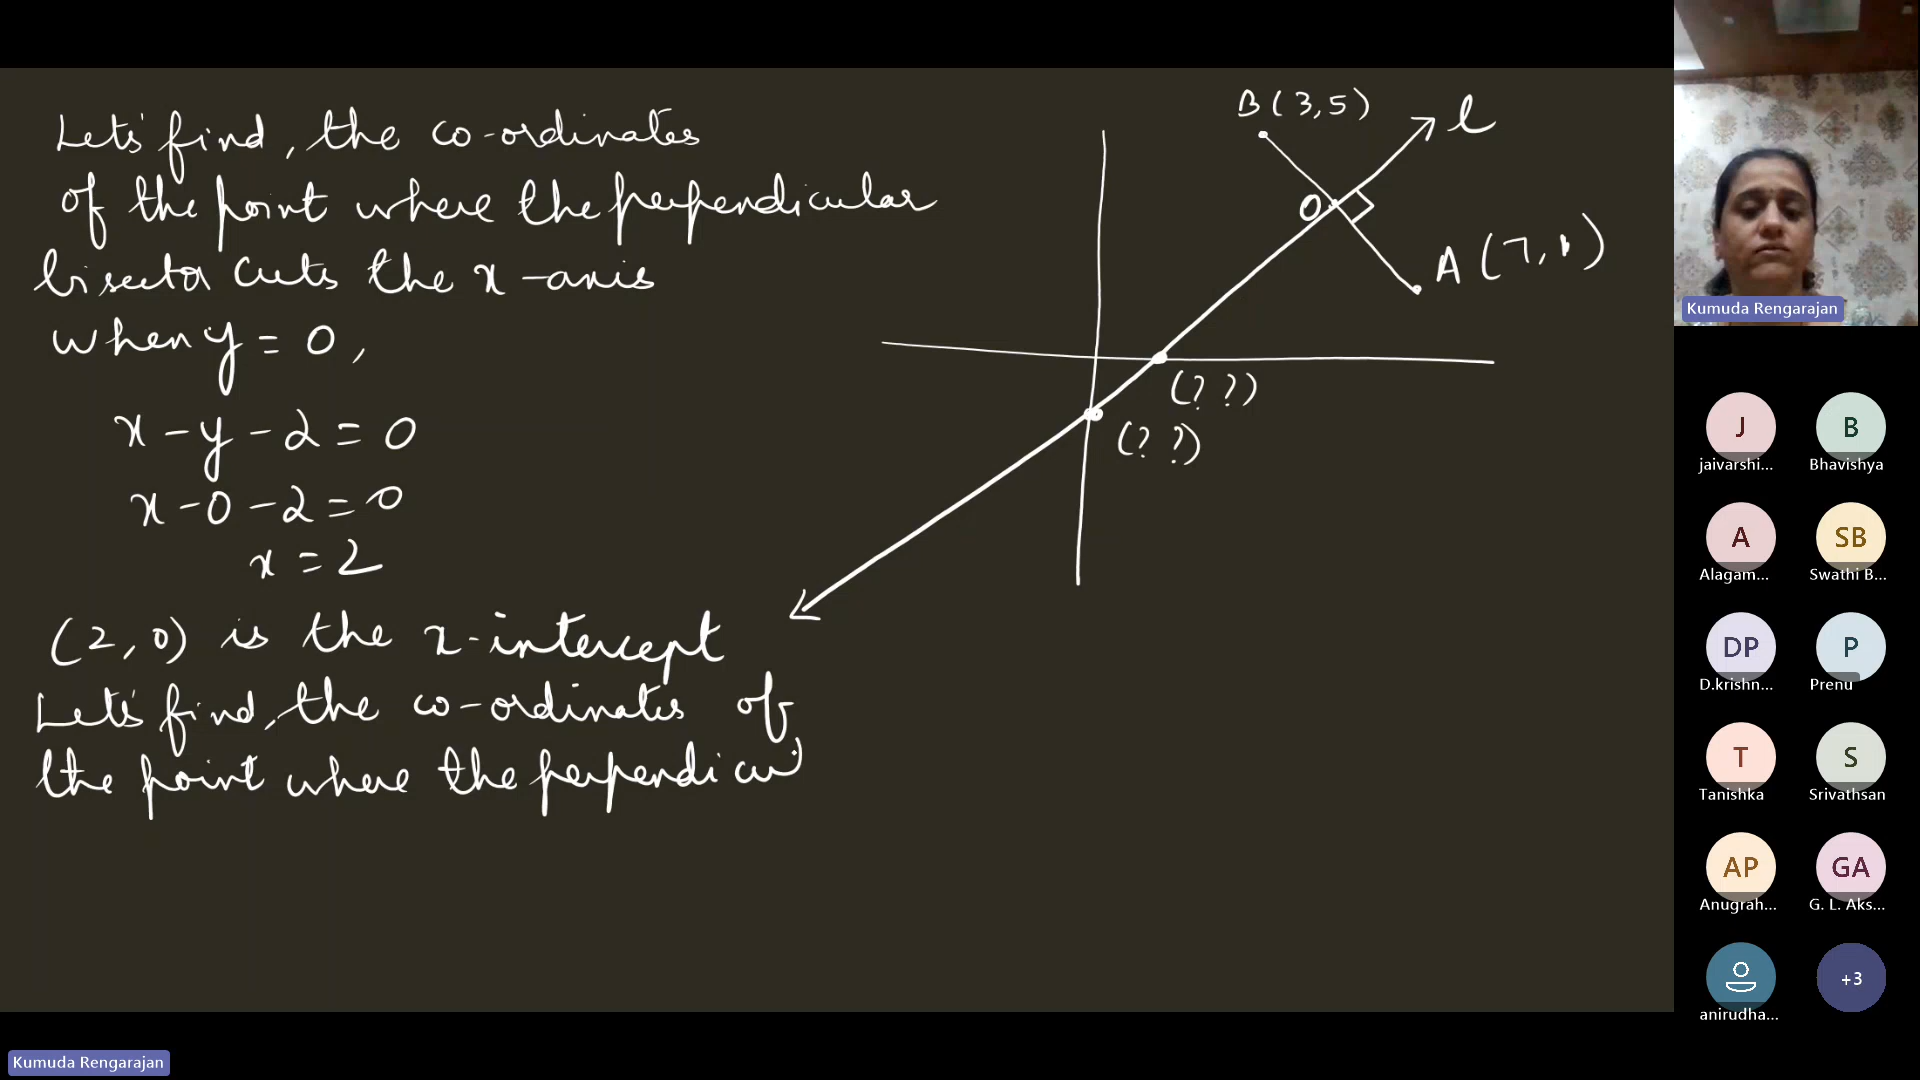 Let's find, the co-ordinates
of the point where the perpendicular
bisector cuts the x-axis
when y = 0,
x - y - 2 = 0
x - 0 - 2 = 0
x = 2
(2, 0) is the x-intercept
Let's find, the co-ordinates of
the point where the perpendicu
B (3, 5)
l
O
A (7, 1)
(? ?)
(? ?)
Kumuda Rengarajan
J
jaivarshi...
B
Bhavishya
A
Alagam...
SB
Swathi B...
DP
D.krishn...
P
Prenu
T
Tanishka
S
Srivathsan
AP
Anugrah...
GA
G. L. Aks...
anirudha...
+3
Kumuda Rengarajan